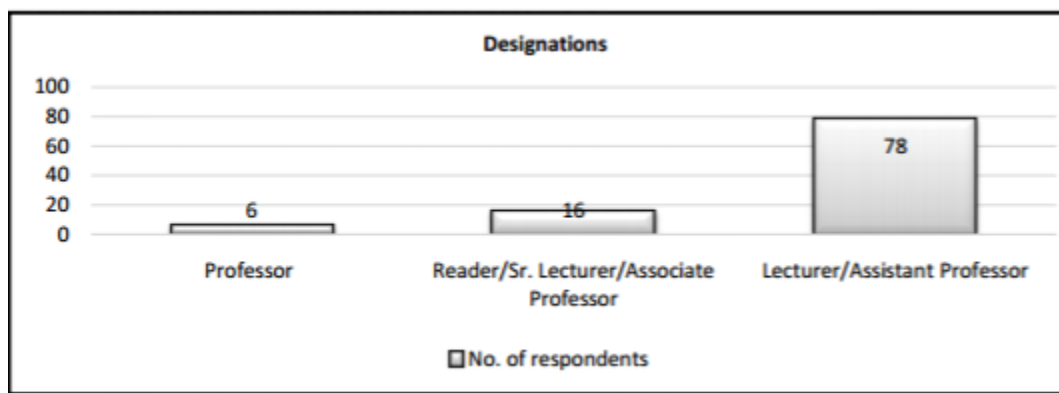 Designations
100
80
60
40
20
0
6
16
78
Professor
Reader/Sr. Lecturer/Associate
Professor
Lecturer/Assistant Professor
No. of respondents